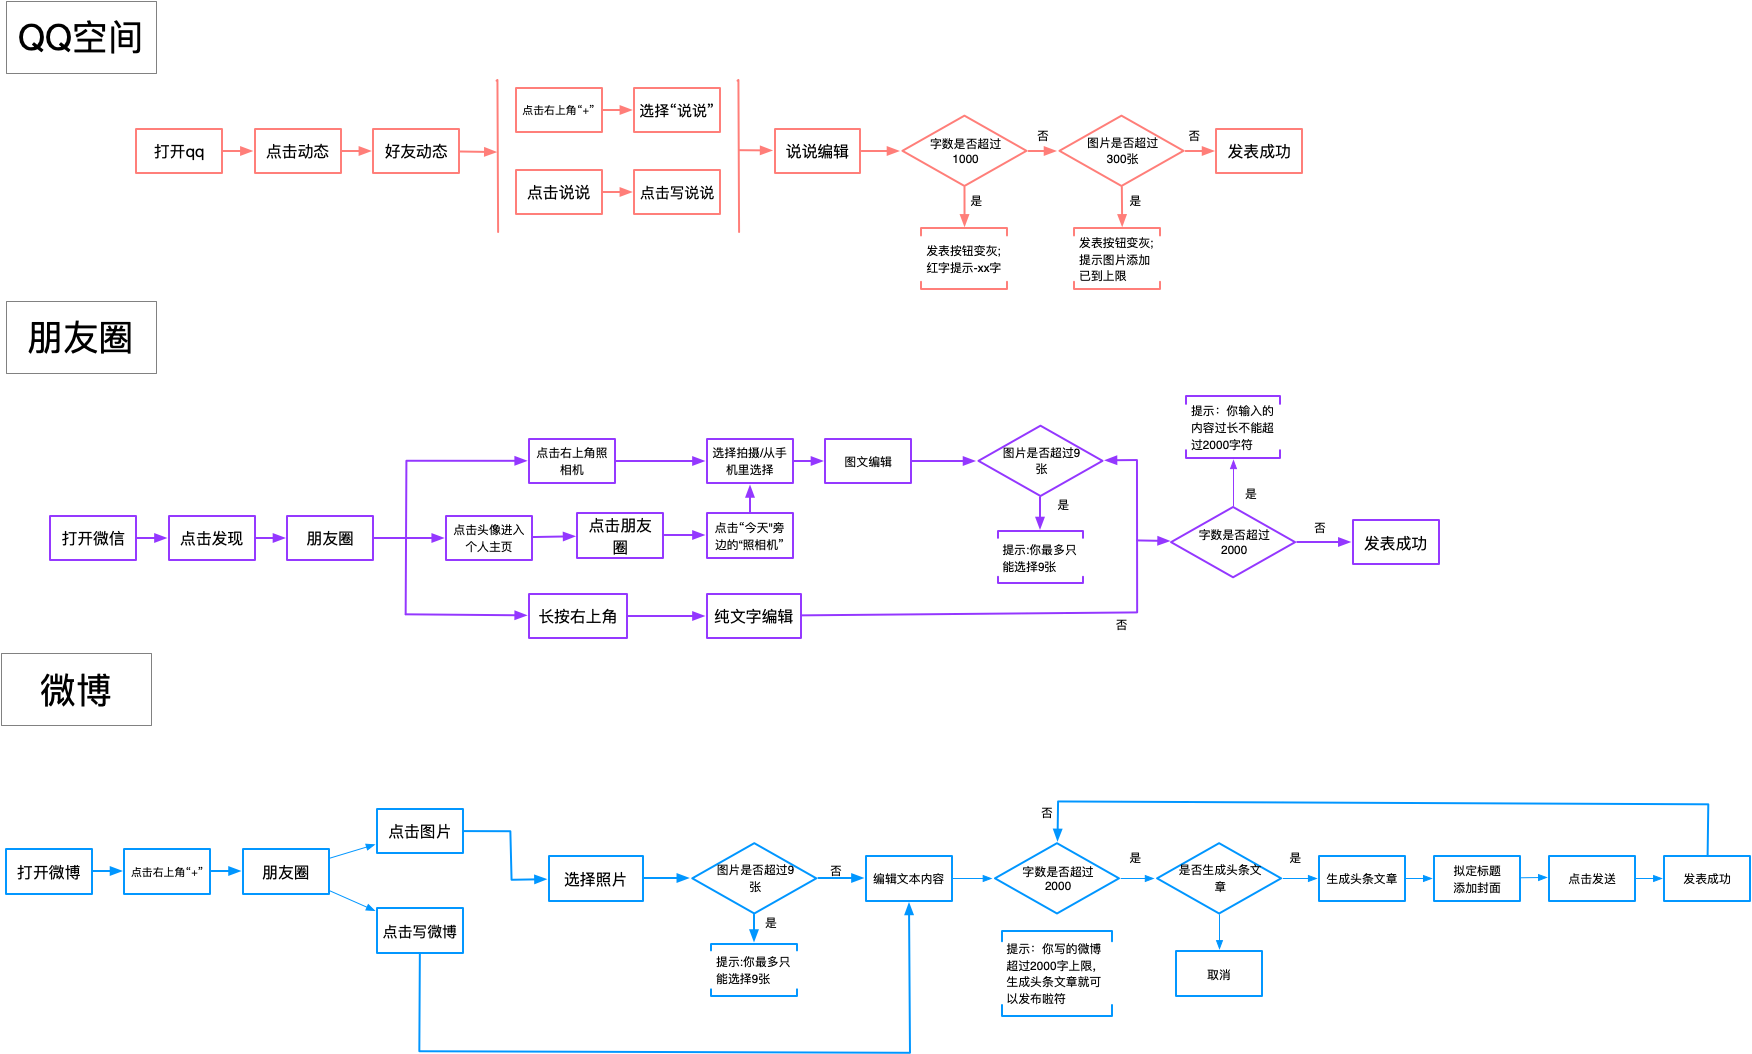 QQ空间
打开qq
点击动态
好友动态
点击右上角“+”
选择“说说”
点击说说
点击写说说
说说编辑
字数是否超过
1000
否
是
发表按钮变灰;
红字提示-xx字
图片是否超过
300张
否
是
发表按钮变灰;
提示图片添加
已到上限
发表成功
朋友圈
打开微信
点击发现
朋友圈
点击右上角照
相机
选择拍摄/从手
机里选择
图文编辑
点击头像进入
个人主页
点击朋友
圈
点击“今天"旁
边的“照相机”
长按右上角
纯文字编辑
图片是否超过9
张
是
提示:你最多只
能选择9张
否
提示：你输入的
内容过长不能超
过2000字符
是
字数是否超过
2000
否
发表成功
微博
打开微博
点击右上角“+”
朋友圈
点击图片
点击写微博
选择照片
图片是否超过9
张
否
是
提示:你最多只
能选择9张
编辑文本内容
否
字数是否超过
2000
是
提示：你写的微博
超过2000字上限,
生成头条文章就可
以发布啦符
是否生成头条文
章
是
取消
生成头条文章
拟定标题
添加封面
点击发送
发表成功